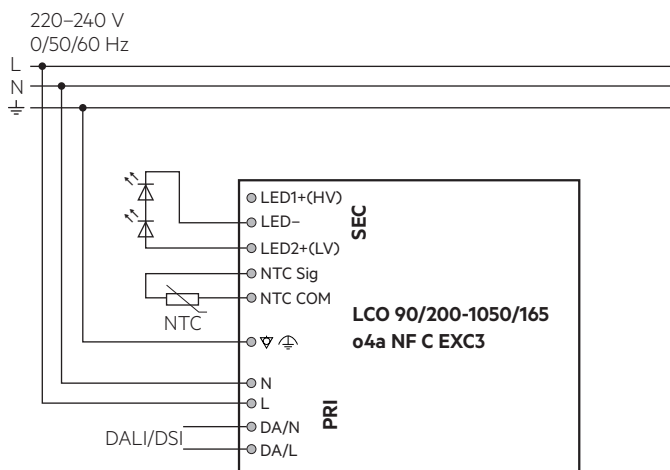 220–240 V
0/50/60 Hz
L
N
LED1+(HV)
LED–
LED2+(LV)
SEC
NTC Sig
NTC COM
NTC
LCO 90/200-1050/165
o4a NF C EXC3
N
L
PRI
DALI/DSI
DA/N
DA/L